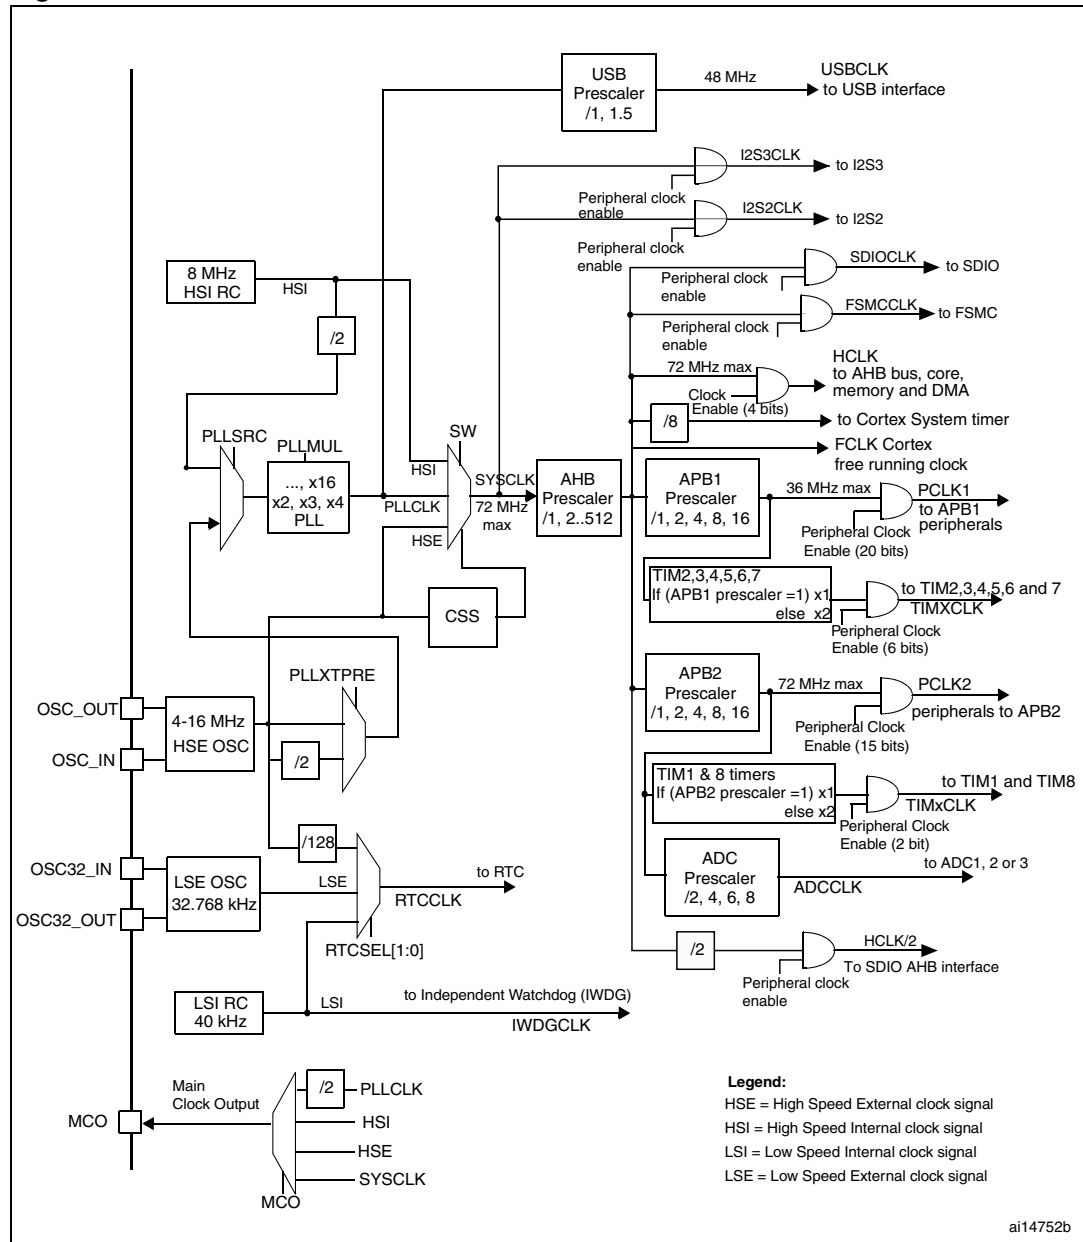 USB
Prescaler
/1, 1.5
48 MHz
USBCLK
to USB interface
I2S3CLK
to I2S3
Peripheral clock
enable
I2S2CLK
to I2S2
Peripheral clock
enable
SDIOCLK
to SDIO
Peripheral clock
enable
FSMCCLK
to FSMC
Peripheral clock
enable
8 MHz
HSI RC
HSI
/2
72 MHz max
HCLK
to AHB bus, core,
memory and DMA
Clock
Enable (4 bits)
/8
to Cortex System timer
FCLK Cortex
free running clock
PLLSRC
PLLMUL
..., x16
x2, x3, x4
PLL
SW
HSI
PLLCLK
HSE
SYSCLK
72 MHz
max
AHB
Prescaler
/1, 2..512
APB1
Prescaler
/1, 2, 4, 8, 16
36 MHz max
PCLK1
to APB1
peripherals
Peripheral Clock
Enable (20 bits)
TIM2,3,4,5,6,7
If (APB1 prescaler =1) x1
else x2
to TIM2,3,4,5,6 and 7
TIMXCLK
Peripheral Clock
Enable (6 bits)
CSS
PLLXTPRE
OSC_OUT
OSC_IN
4-16 MHz
HSE OSC
/2
APB2
Prescaler
/1, 2, 4, 8, 16
72 MHz max
PCLK2
peripherals to APB2
Peripheral Clock
Enable (15 bits)
TIM1 & 8 timers
If (APB2 prescaler =1) x1
else x2
to TIM1 and TIM8
TIMxCLK
Peripheral Clock
Enable (2 bit)
/128
OSC32_IN
OSC32_OUT
LSE OSC
32.768 kHz
LSE
to RTC
RTCCLK
RTCSEL[1:0]
ADC
Prescaler
/2, 4, 6, 8
to ADC1, 2 or 3
ADCCLK
/2
HCLK/2
To SDIO AHB interface
Peripheral clock
enable
LSI RC
40 kHz
LSI
to Independent Watchdog (IWDG)
IWDGCLK
MCO
Main
Clock Output
/2
PLLCLK
HSI
HSE
SYSCLK
MCO
Legend:
HSE = High Speed External clock signal
HSI = High Speed Internal clock signal
LSI = Low Speed Internal clock signal
LSE = Low Speed External clock signal
ai14752b